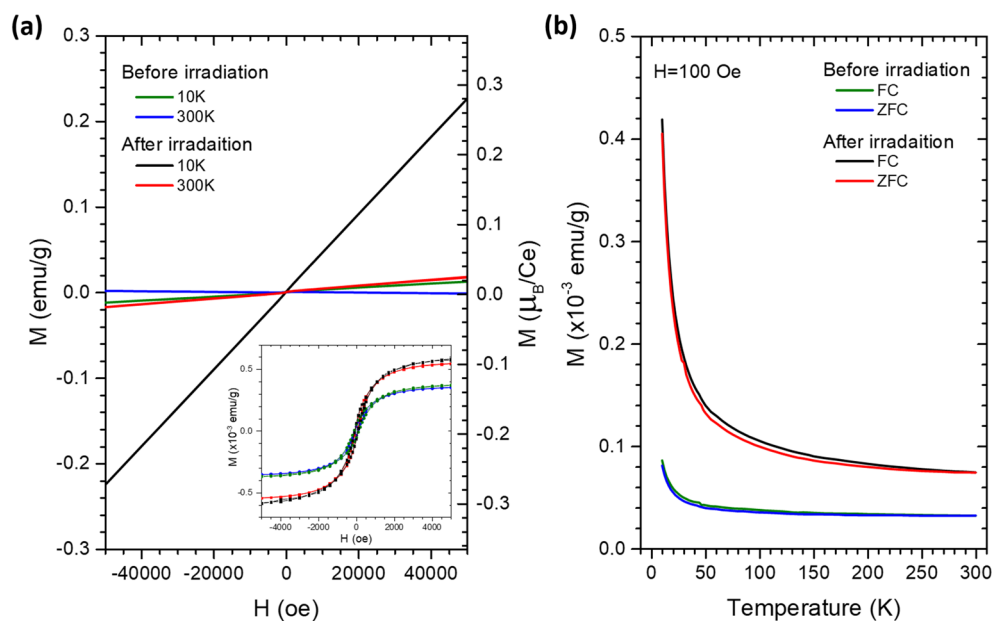 (a)
0.3
0.2
0.1
0.0
-0.1
-0.2
-0.3
M (emu/g)
Before irradiation
10K
300K
After irradaition
10K
300K
0.3
0.2
0.1
0.0
-0.1
-0.2
-0.3
M (μB/Ce)
-40000 -20000 0 20000 40000
H (oe)
0.5
0.0
-0.5
M (x10-3 emu/g)
-4000 -2000 0 2000 4000
H (oe)
(b)
0.5
0.4
0.3
0.2
0.1
0.0
M (x10-3 emu/g)
H=100 Oe
Before irradiation
FC
ZFC
After irradaition
FC
ZFC
0 50 100 150 200 250 300
Temperature (K)